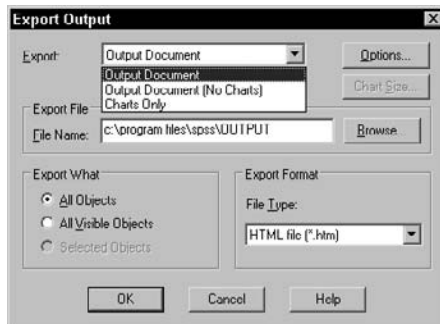 Export Output
Export: Output Document Options...
Output Document
Output Document (No Charts)
Charts Only
Chart Size...
Export File
File Name: c:\program files\spss\OUTPUT Browse...
Export What
All Objects
All Visible Objects
Selected Objects
Export Format
File Type:
HTML file (*.htm)
OK Cancel Help